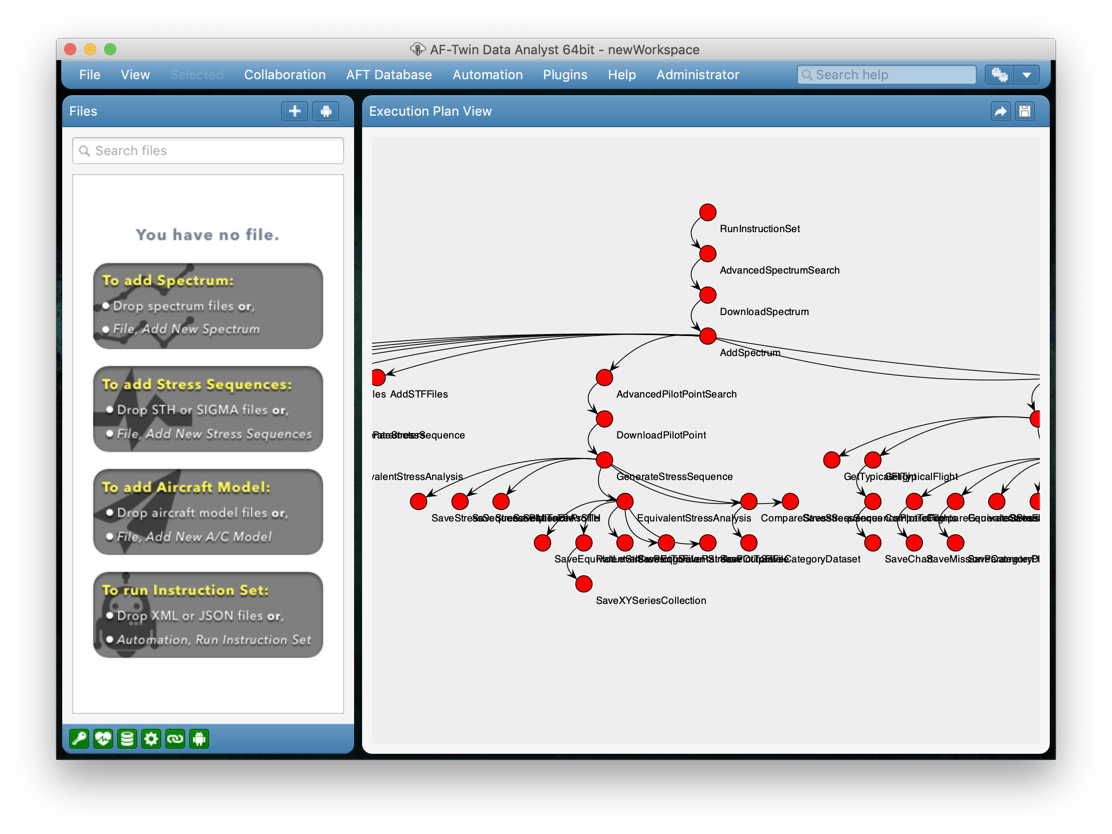 AF-Twin Data Analyst 64bit - newWorkspace
File View Selected Collaboration AFT Database Automation Plugins Help Administrator Search help
Files
Search files
You have no file.
To add Spectrum:
Drop spectrum files or,
File, Add New Spectrum
To add Stress Sequences:
Drop STH or SIGMA files or,
File, Add New Stress Sequences
To add Aircraft Model:
Drop aircraft model files or,
File, Add New A/C Model
To run Instruction Set:
Drop XML or JSON files or,
Automation, Run Instruction Set
Execution Plan View
RunInstructionSet
AdvancedSpectrumSearch
DownloadSpectrum
AddSpectrum
les AddSTFFiles AdvancedPilotPointSearch
Sequence DownloadPilotPoint
valentStressAnalysis GenerateStressSequence GetTypicalFlight
EquivalentStressAnalysis
SaveXYSeriesCollection